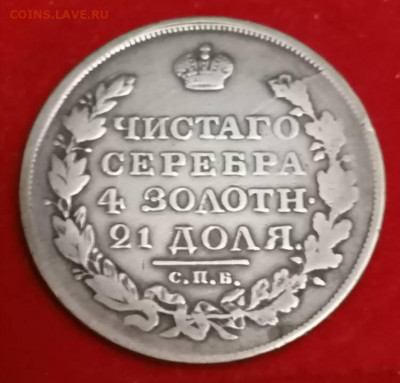 COINS.LAVE.RU
ЧИСТАГО
СЕРЕБРА
4 ЗОЛОТН·
21 ДОЛЯ.
С.П.Б.